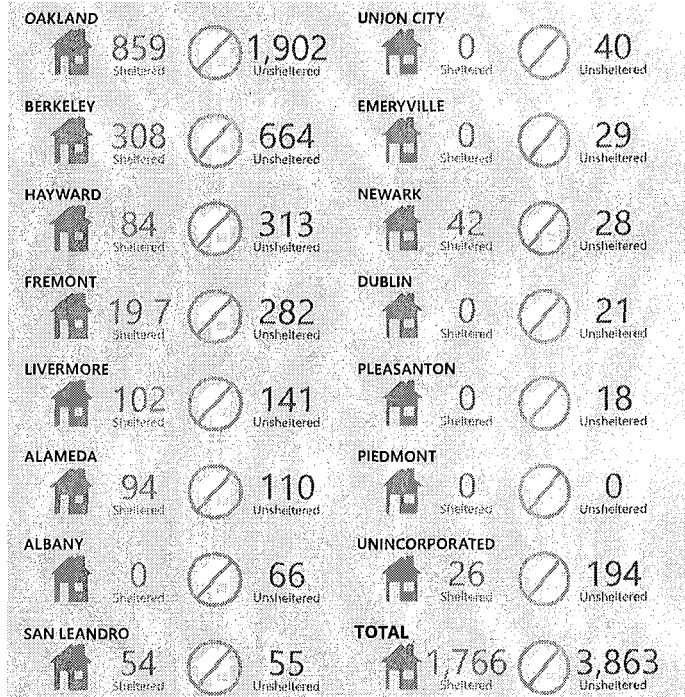 OAKLAND
859 1,902
Sheltered Unsheltered
BERKELEY
308 664
Sheltered Unsheltered
HAYWARD
84 313
Sheltered Unsheltered
FREMONT
19 7 282
Sheltered Unsheltered
LIVERMORE
102 141
Sheltered Unsheltered
ALAMEDA
94 110
Sheltered Unsheltered
ALBANY
0 66
Sheltered Unsheltered
SAN LEANDRO
54 55
Sheltered Unsheltered
UNION CITY
0 40
Sheltered Unsheltered
EMERYVILLE
0 29
Sheltered Unsheltered
NEWARK
42 28
Sheltered Unsheltered
DUBLIN
0 21
Sheltered Unsheltered
PLEASANTON
0 18
Sheltered Unsheltered
PIEDMONT
0 0
Sheltered Unsheltered
UNINCORPORATED
26 194
Sheltered Unsheltered
TOTAL
1,766 3,863
Sheltered Unsheltered